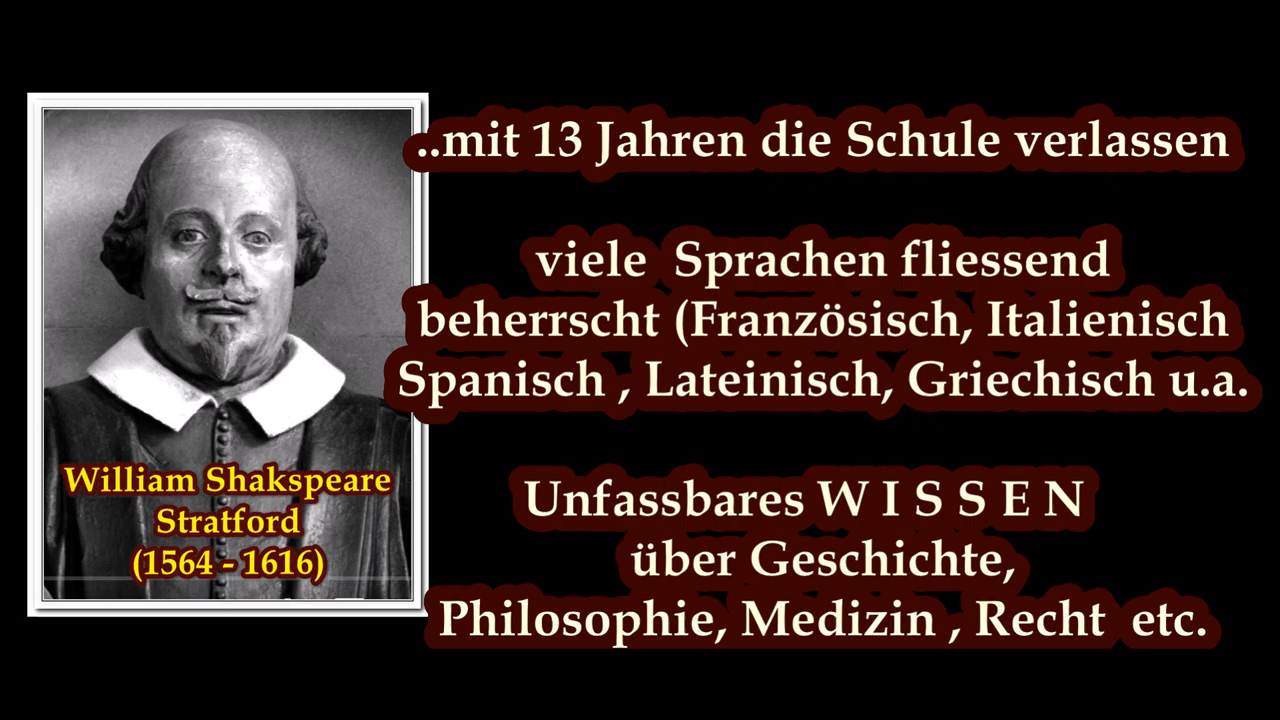 ..mit 13 Jahren die Schule verlassen
viele Sprachen fliessend
beherrscht (Französisch, Italienisch
Spanisch , Lateinisch, Griechisch u.a.
Unfassbares W I S S E N
über Geschichte,
Philosophie, Medizin , Recht etc.
William Shakspeare
Stratford
(1564 - 1616)